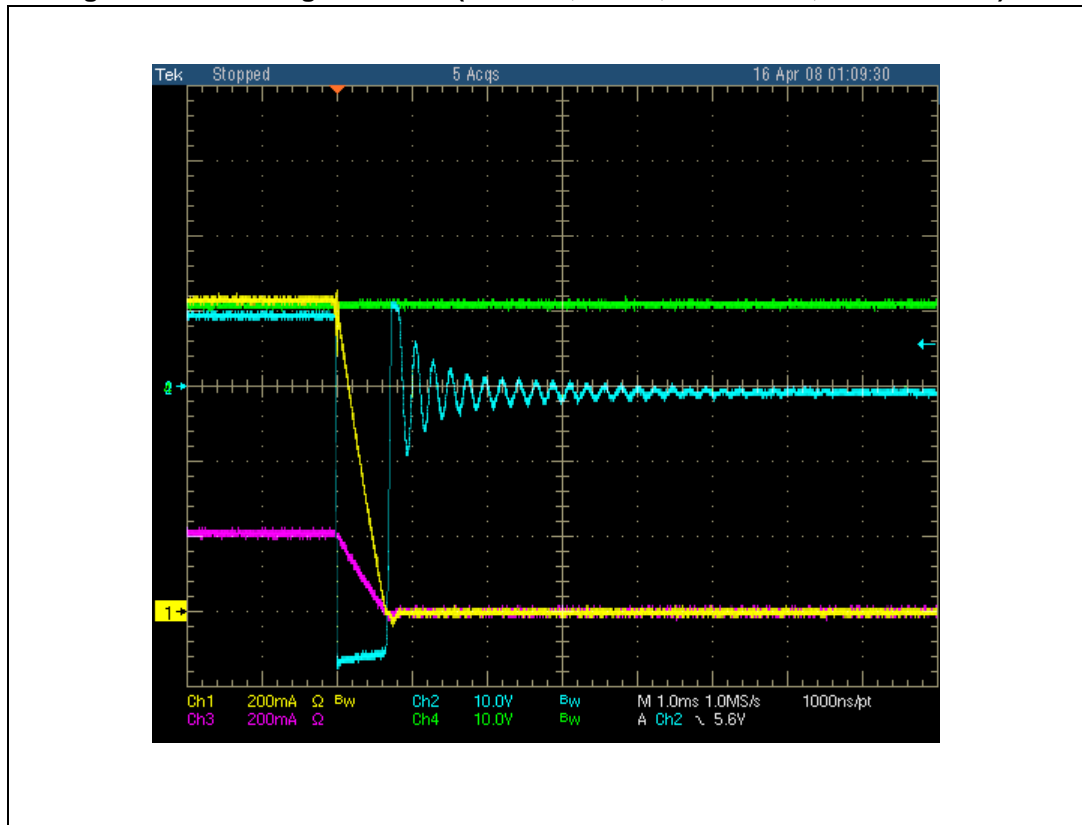 Tek Stopped 5 Acqs 16 Apr 08 01:09:30
2
1
Ch1 200mA Ω Bw Ch2 10.0V Bw M 1.0ms 1.0MS/s 1000ns/pt
Ch3 200mA Ω Ch4 10.0V Bw A Ch2 \ 5.6V